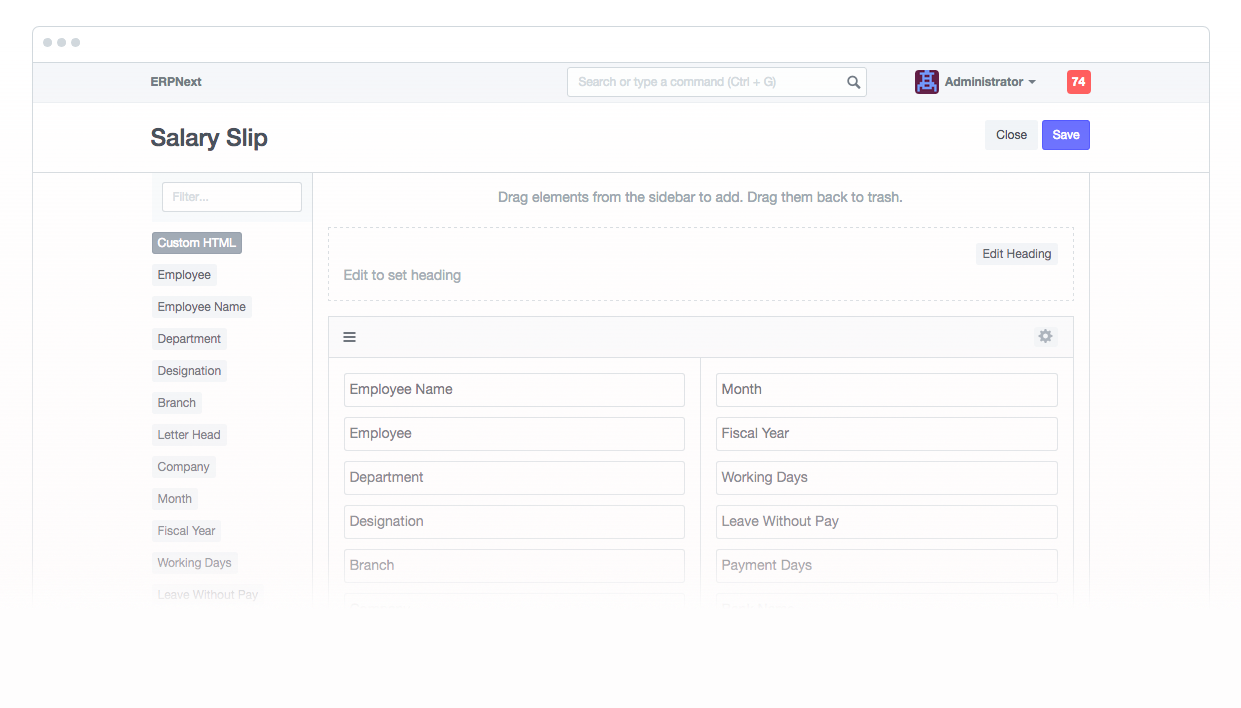 ERPNext
Search or type a command (Ctrl + G)
Administrator
74
Salary Slip
Close
Save
Filter...
Drag elements from the sidebar to add. Drag them back to trash.
Custom HTML
Employee
Employee Name
Department
Designation
Branch
Letter Head
Company
Month
Fiscal Year
Working Days
Leave Without Pay
Edit Heading
Edit to set heading
Employee Name
Employee
Department
Designation
Branch
Month
Fiscal Year
Working Days
Leave Without Pay
Payment Days